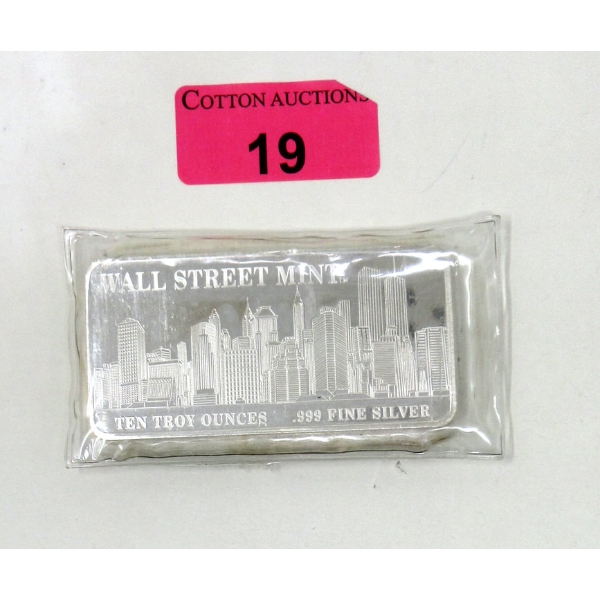 COTTON AUCTIONS
19
WALL STREET MINT
TEN TROY OUNCES .999 FINE SILVER